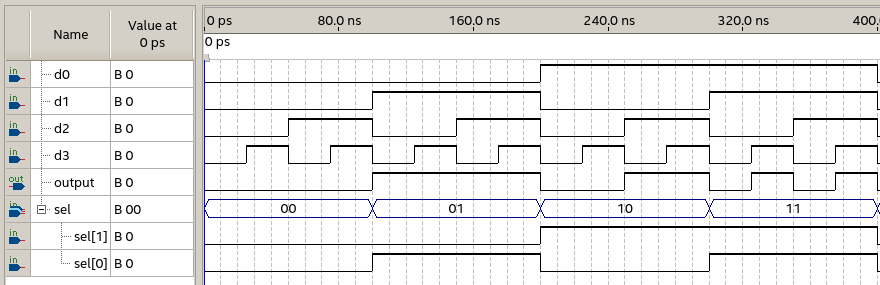 Name Value at 0 ps
0 ps 80.0 ns 160.0 ns 240.0 ns 320.0 ns 400.
0 ps
in d0 B 0
in d1 B 0
in d2 B 0
in d3 B 0
out output B 0
in sel B 00 00 01 10 11
in sel[1] B 0
in sel[0] B 0